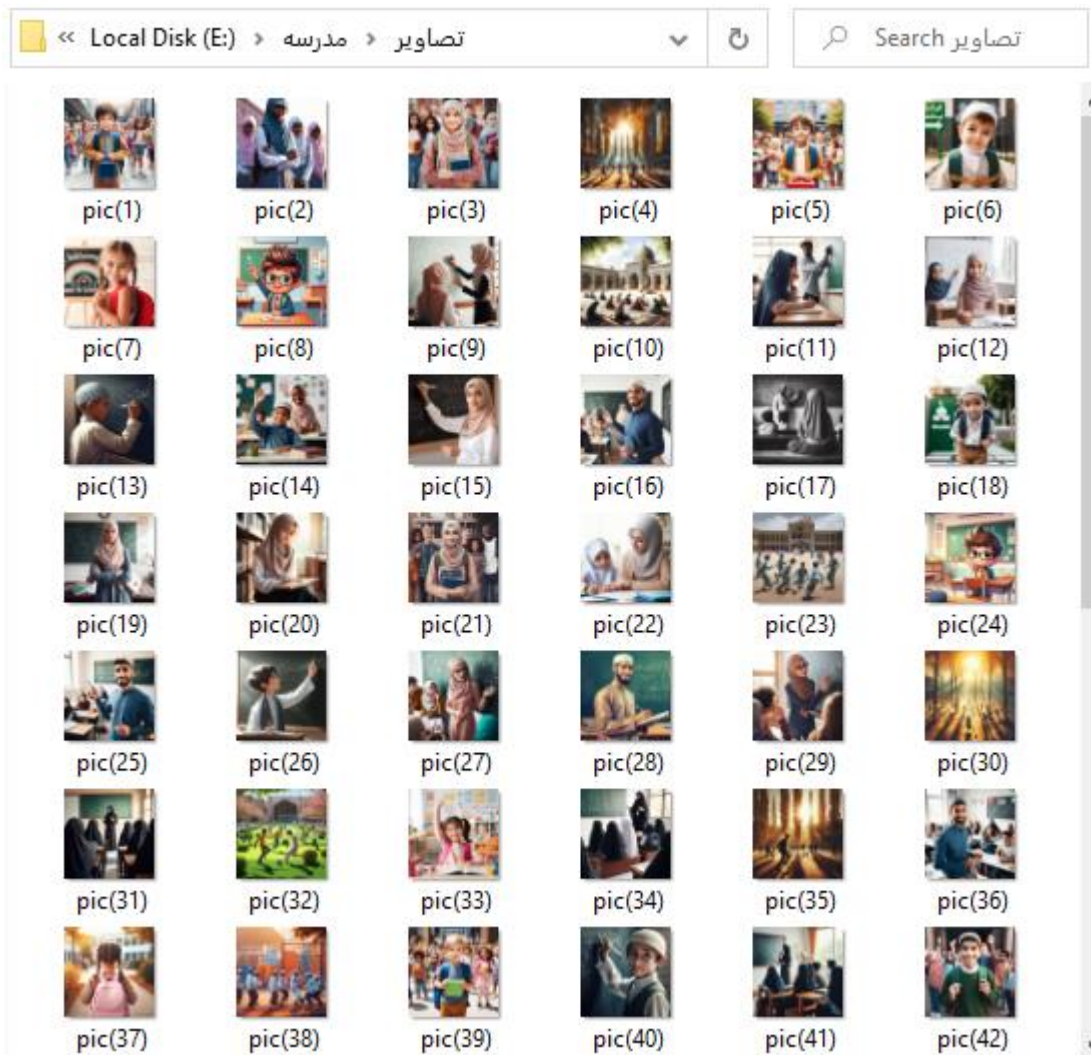 « Local Disk (E:) › مدرسه › تصاویر
Search تصاویر
pic(1) pic(2) pic(3) pic(4) pic(5) pic(6)
pic(7) pic(8) pic(9) pic(10) pic(11) pic(12)
pic(13) pic(14) pic(15) pic(16) pic(17) pic(18)
pic(19) pic(20) pic(21) pic(22) pic(23) pic(24)
pic(25) pic(26) pic(27) pic(28) pic(29) pic(30)
pic(31) pic(32) pic(33) pic(34) pic(35) pic(36)
pic(37) pic(38) pic(39) pic(40) pic(41) pic(42)